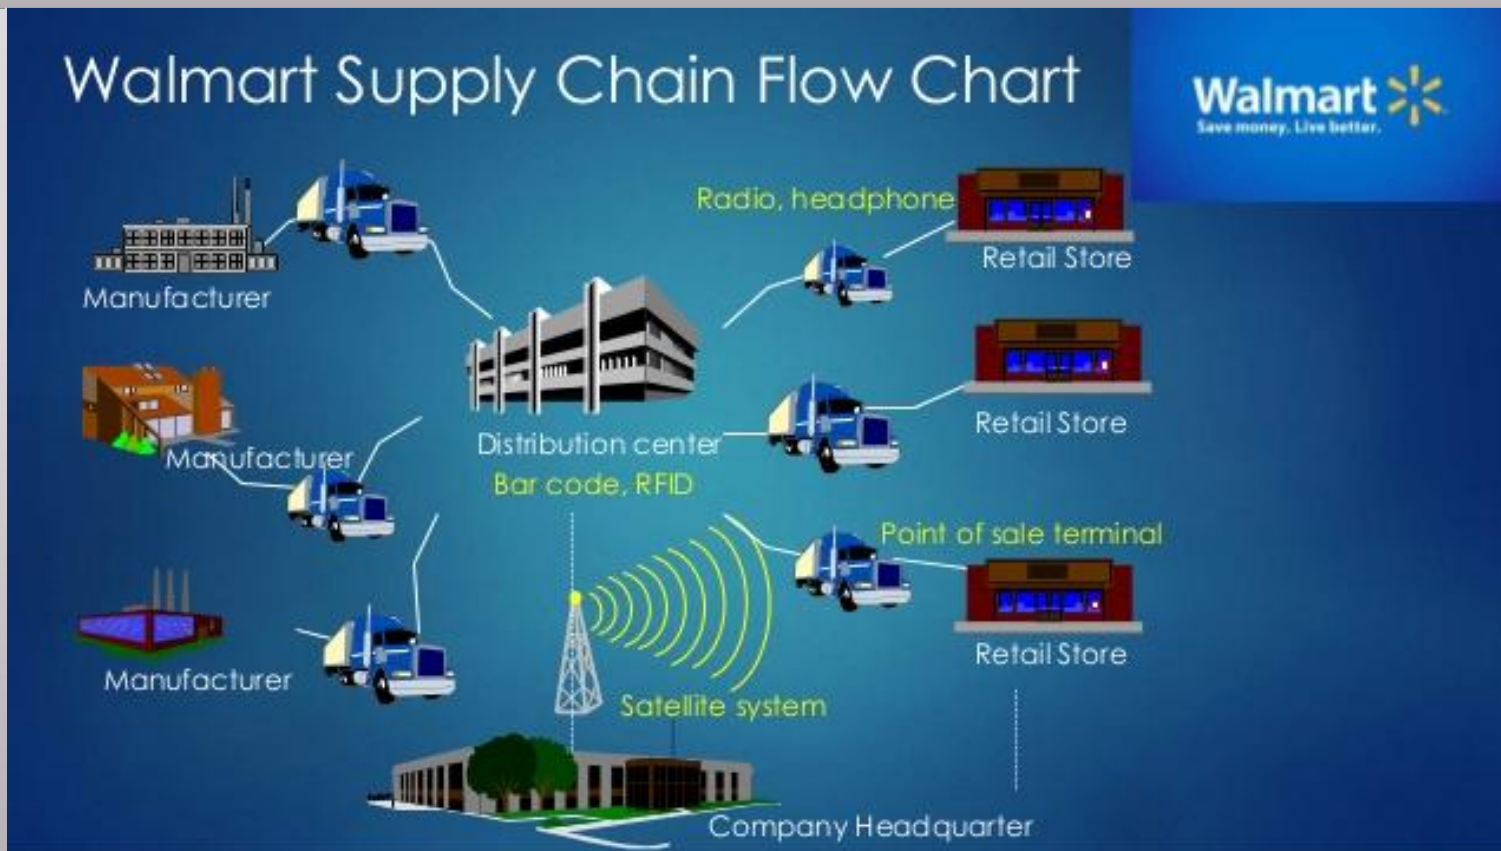 Walmart Supply Chain Flow Chart
Walmart
Save money. Live better.
Radio, headphone
Retail Store
Manufacturer
Retail Store
Distribution center
Manufacturer
Bar code, RFID
Point of sale terminal
Retail Store
Manufacturer
Satellite system
Company Headquarter